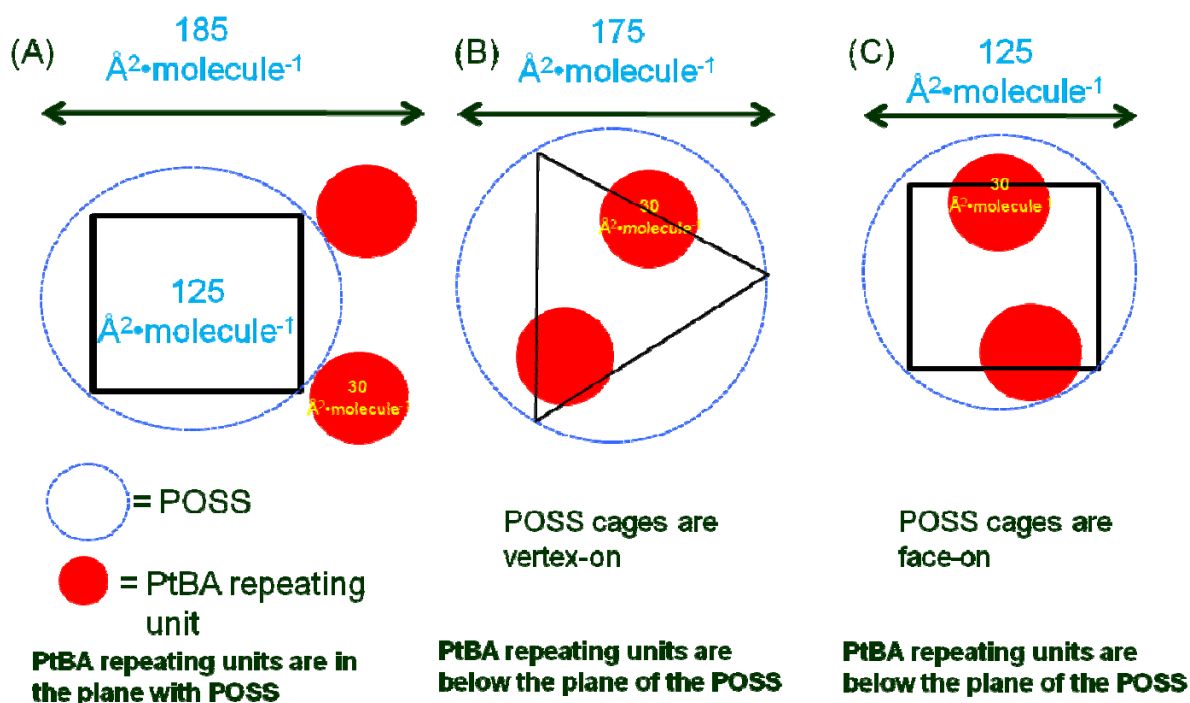 (A)
185
Å²•molecule⁻¹
(B)
175
Å²•molecule⁻¹
(C)
125
Å²•molecule⁻¹
125
Å²•molecule⁻¹
30
Å²•molecule⁻¹
30
Å²•molecule⁻¹
30
Å²•molecule⁻¹
= POSS
= PtBA repeating
unit
PtBA repeating units are in
the plane with POSS
POSS cages are
vertex-on
PtBA repeating units are
below the plane of the POSS
POSS cages are
face-on
PtBA repeating units are
below the plane of the POSS